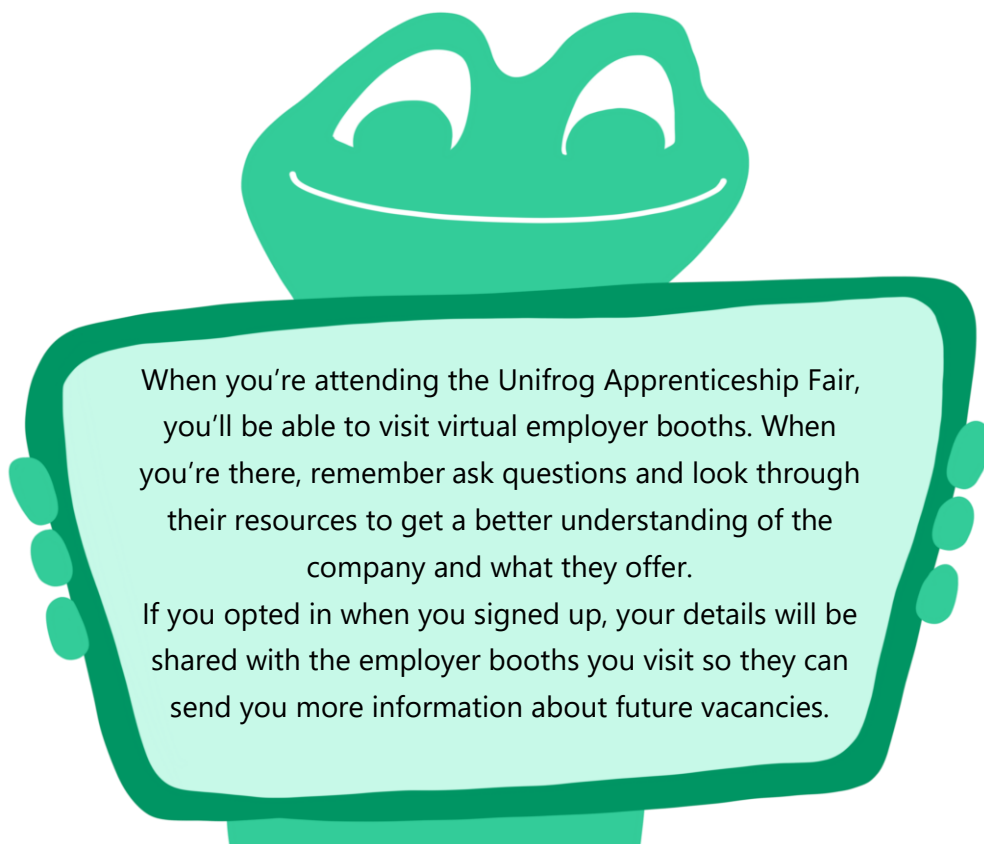 When you’re attending the Unifrog Apprenticeship Fair,
you’ll be able to visit virtual employer booths. When
you’re there, remember ask questions and look through
their resources to get a better understanding of the
company and what they offer.
If you opted in when you signed up, your details will be
shared with the employer booths you visit so they can
send you more information about future vacancies.